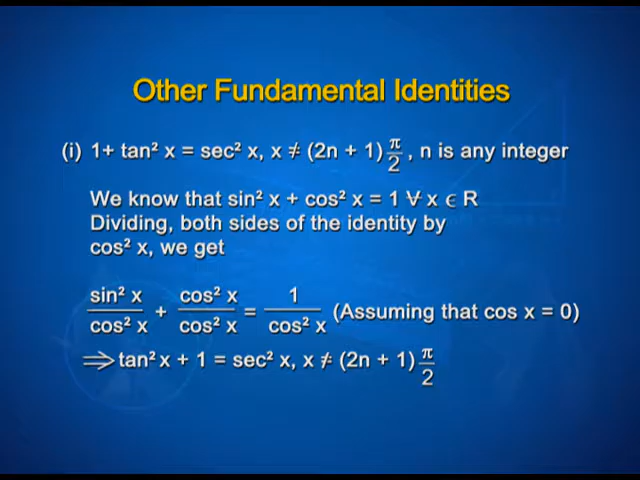 Other Fundamental Identities
(i) 1+ tan² x = sec² x, x ≠ (2n + 1) π/2 , n is any integer
We know that sin² x + cos² x = 1 ∀ x ∈ R
Dividing, both sides of the identity by
cos² x, we get
sin² x/cos² x + cos² x/cos² x = 1/cos² x (Assuming that cos x = 0)
⟹ tan² x + 1 = sec² x, x ≠ (2n + 1) π/2